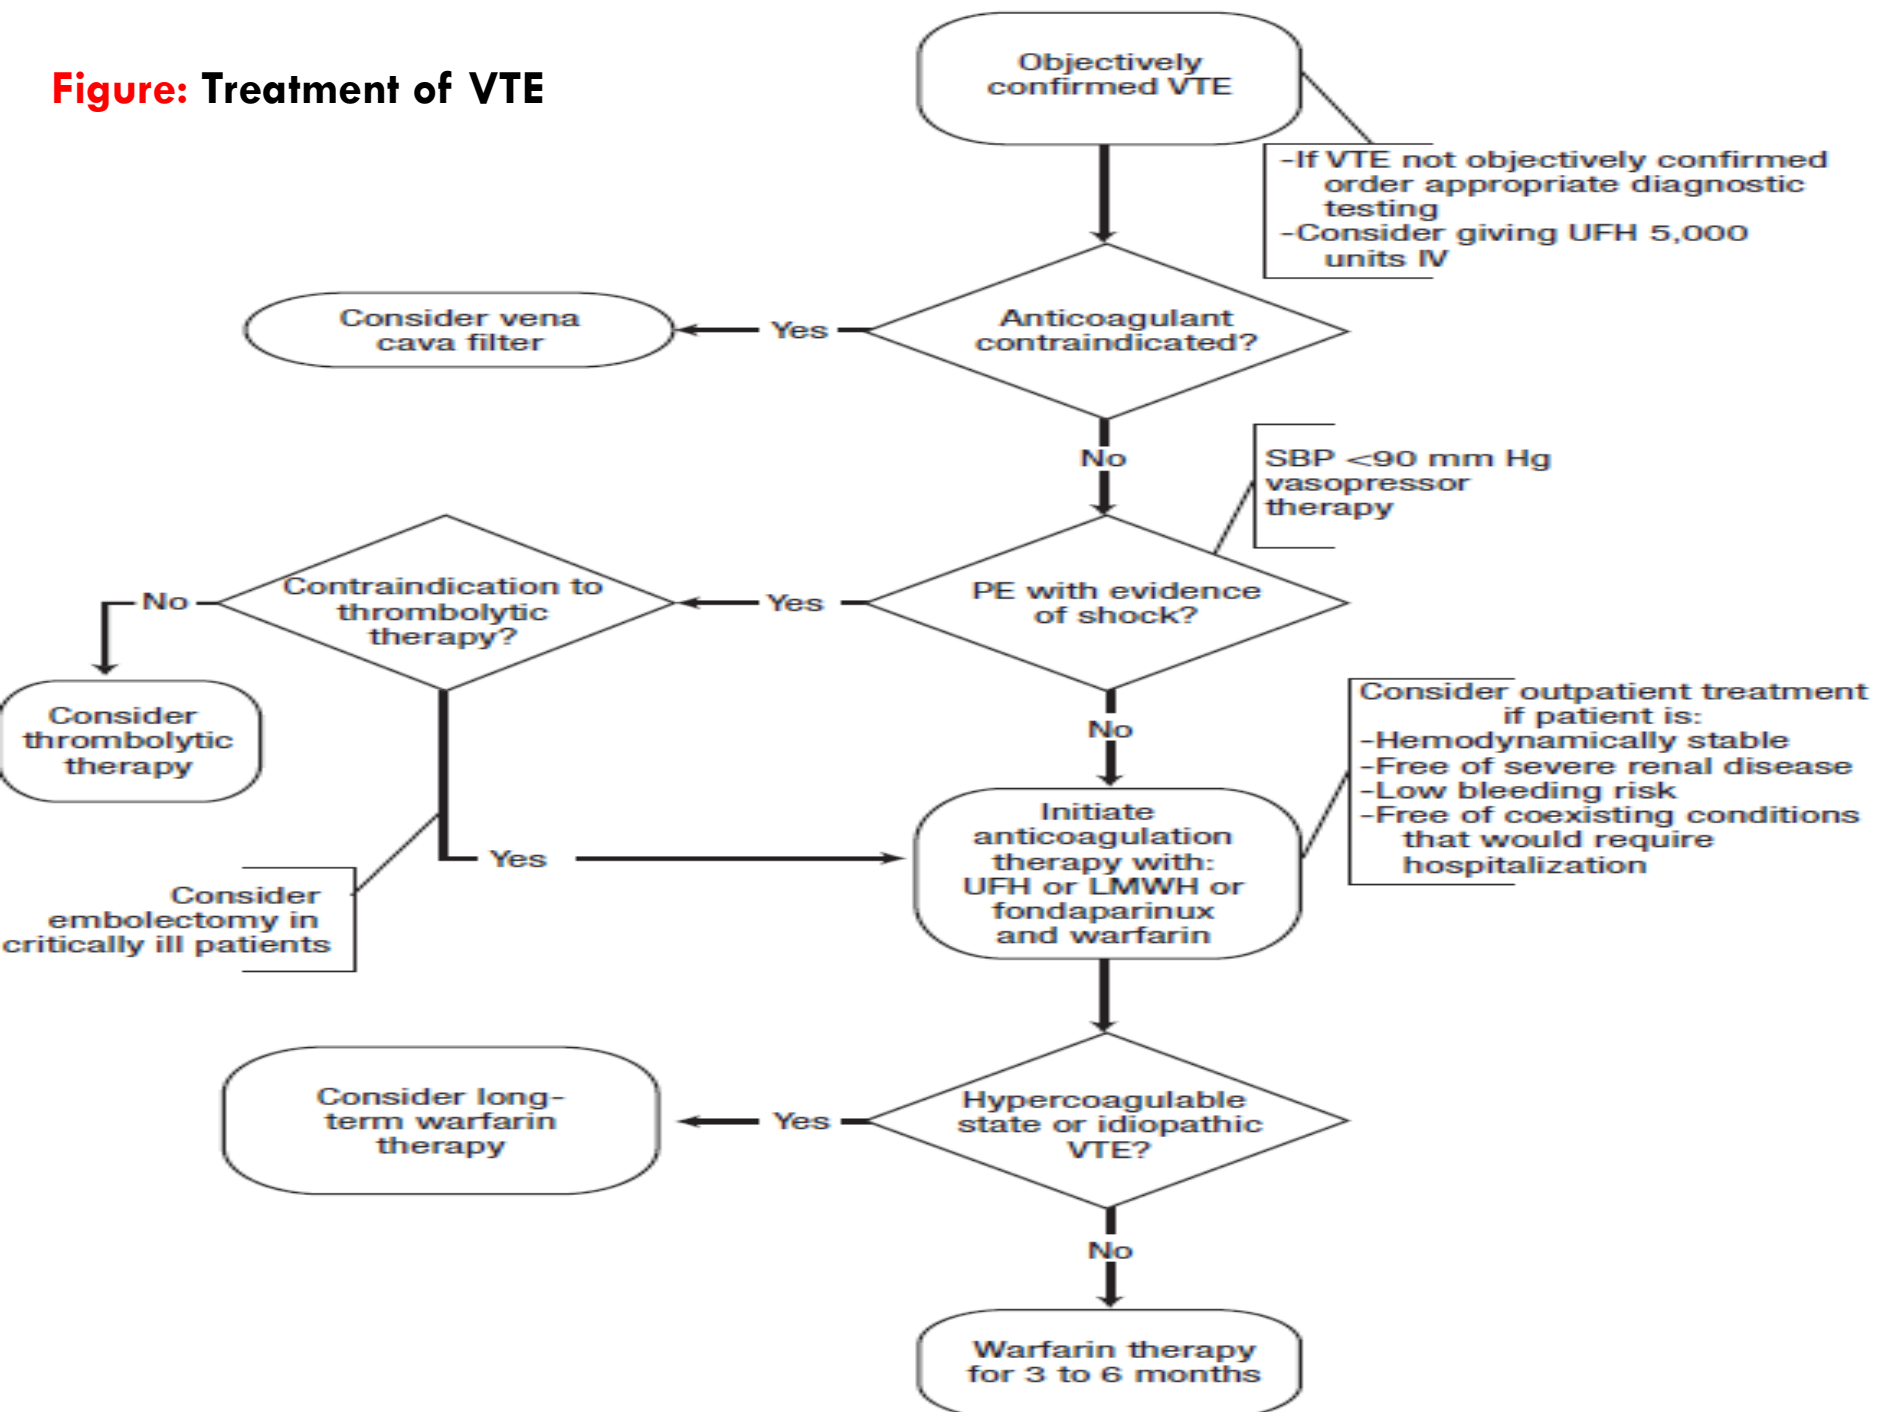 Figure: Treatment of VTE
Objectively
confirmed VTE
-If VTE not objectively confirmed
order appropriate diagnostic
testing
-Consider giving UFH 5,000
units IV
Anticoagulant
contraindicated?
Yes
Consider vena
cava filter
No
SBP <90 mm Hg
vasopressor
therapy
PE with evidence
of shock?
Yes
Contraindication to
thrombolytic
therapy?
No
Consider
thrombolytic
therapy
Yes
Consider
embolectomy in
critically ill patients
No
Consider outpatient treatment
if patient is:
-Hemodynamically stable
-Free of severe renal disease
-Low bleeding risk
-Free of coexisting conditions
that would require
hospitalization
Initiate
anticoagulation
therapy with:
UFH or LMWH or
fondaparinux
and warfarin
Hypercoagulable
state or idiopathic
VTE?
Yes
Consider long-
term warfarin
therapy
No
Warfarin therapy
for 3 to 6 months